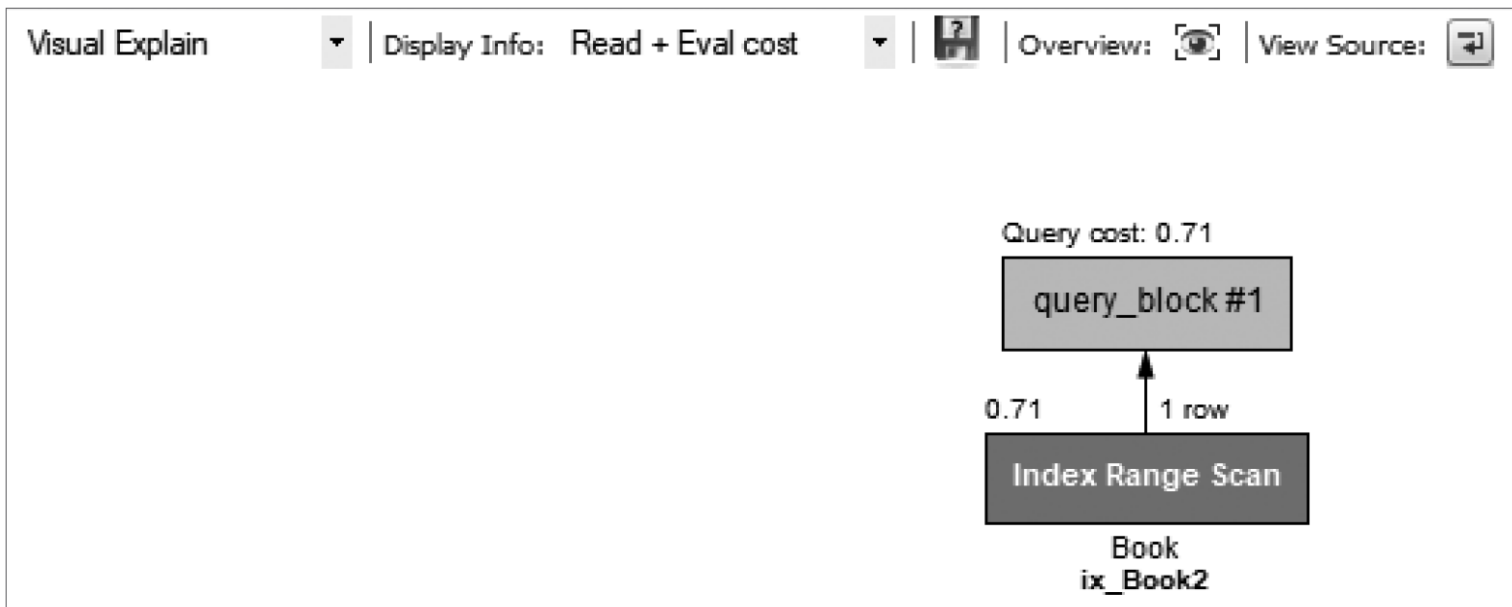 Visual Explain Display Info: Read + Eval cost Overview: View Source:
Query cost: 0.71
query_block #1
0.71 1 row
Index Range Scan
Book
ix_Book2